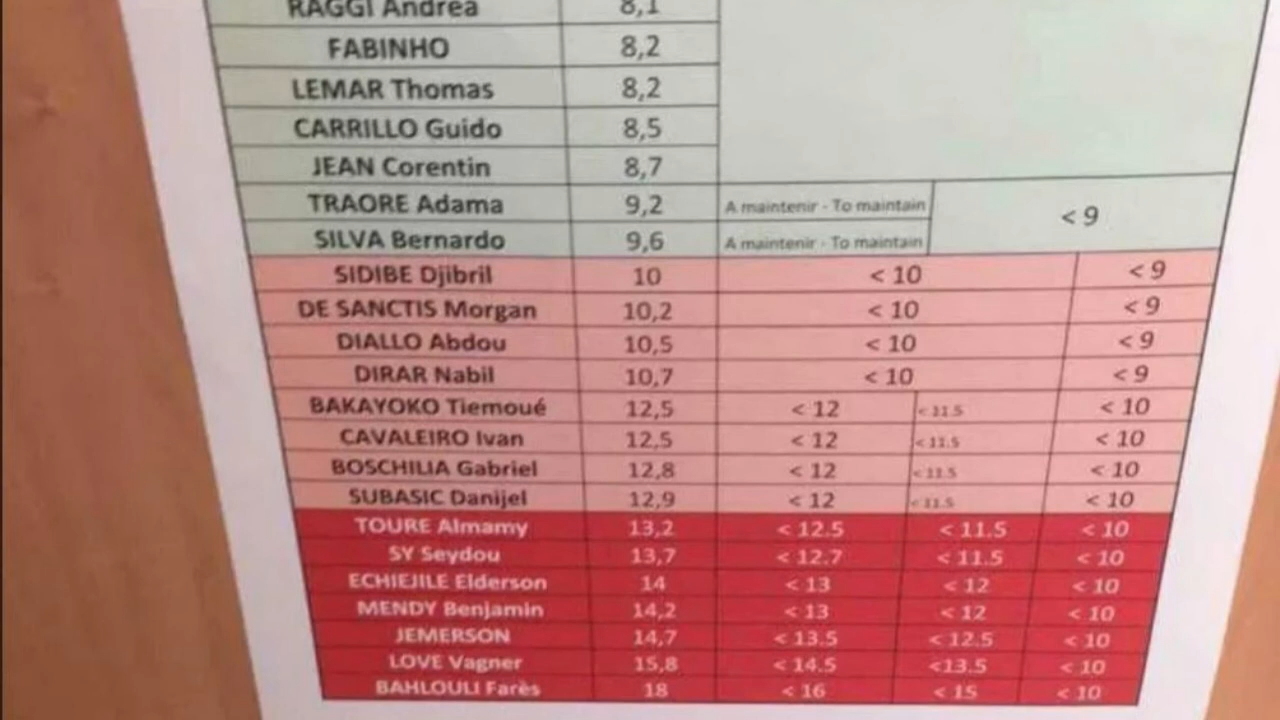 RAGGI Andrea 8,1
FABINHO 8,2
LEMAR Thomas 8,2
CARRILLO Guido 8,5
JEAN Corentin 8,7
TRAORE Adama 9,2 A maintenir - To maintain < 9
SILVA Bernardo 9,6 A maintenir - To maintain
SIDIBE Djibril 10 < 10 < 9
DE SANCTIS Morgan 10,2 < 10 < 9
DIALLO Abdou 10,5 < 10 < 9
DIRAR Nabil 10,7 < 10 < 9
BAKAYOKO Tiemoué 12,5 < 12 < 11.5 < 10
CAVALEIRO Ivan 12,5 < 12 < 11.5 < 10
BOSCHILIA Gabriel 12,8 < 12 < 11.5 < 10
SUBASIC Danijel 12,9 < 12 < 11.5 < 10
TOURE Almamy 13,2 < 12.5 < 11.5 < 10
SY Seydou 13,7 < 12.7 < 11.5 < 10
ECHIEJILE Elderson 14 < 13 < 12 < 10
MENDY Benjamin 14,2 < 13 < 12 < 10
JEMERSON 14,7 < 13.5 < 12.5 < 10
LOVE Vagner 15,8 < 14.5 <13.5 < 10
BAHLOULI Farès 18 < 16 < 15 < 10